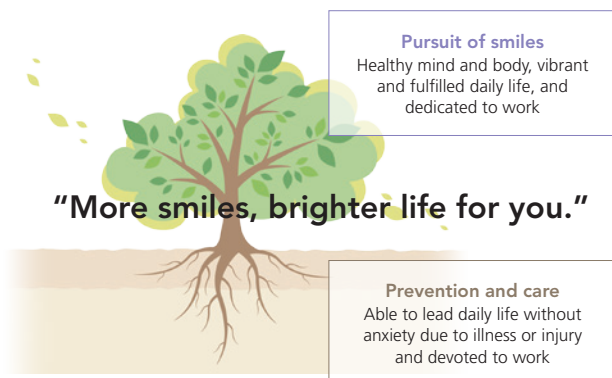 Pursuit of smiles
Healthy mind and body, vibrant
and fulfilled daily life, and
dedicated to work
“More smiles, brighter life for you.”
Prevention and care
Able to lead daily life without
anxiety due to illness or injury
and devoted to work